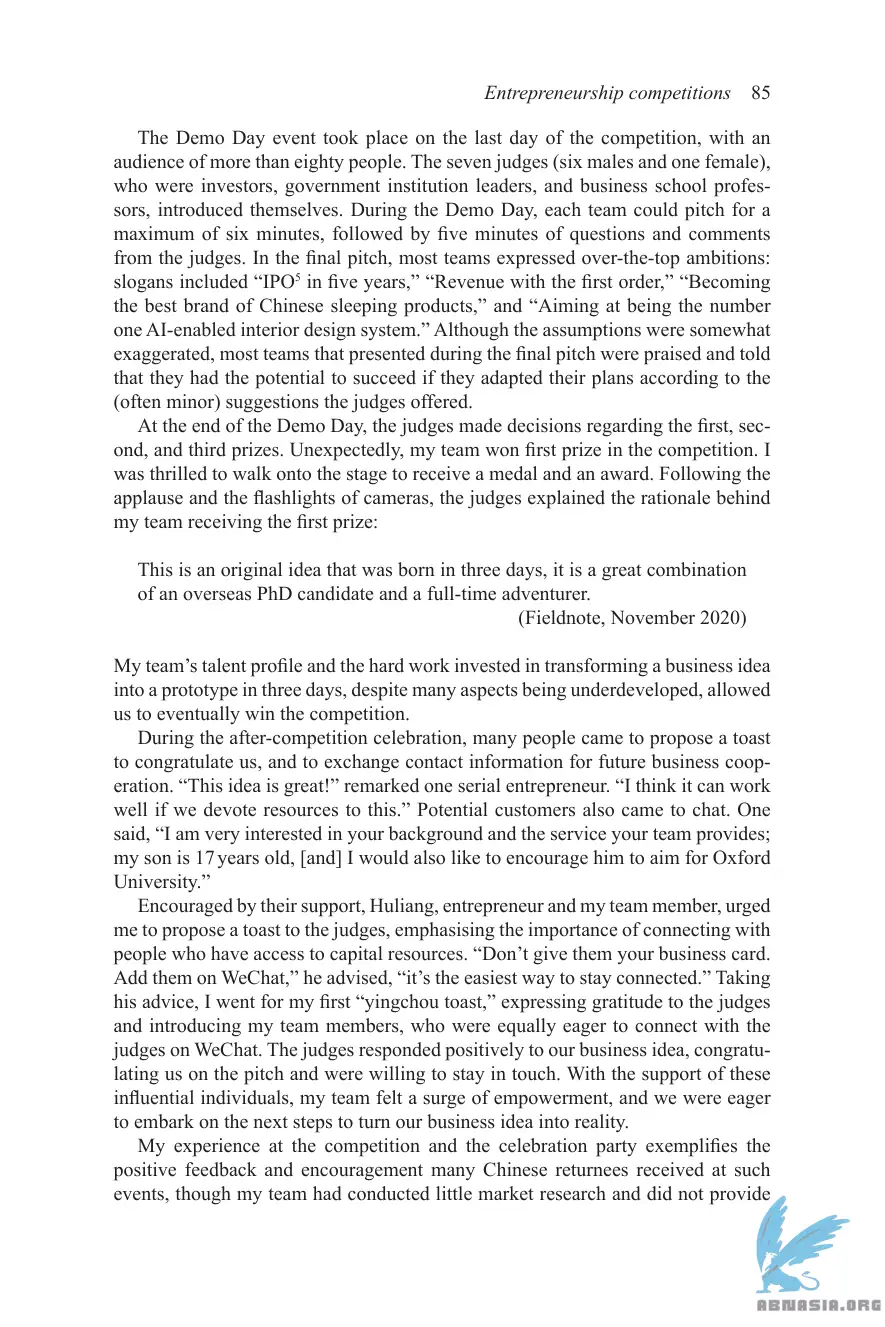 Entrepreneurship competitions 85
The Demo Day event took place on the last day of the competition, with an
audience of more than eighty people. The seven judges (six males and one female),
who were investors, government institution leaders, and business school profes-
sors, introduced themselves. During the Demo Day, each team could pitch for a
maximum of six minutes, followed by five minutes of questions and comments
from the judges. In the final pitch, most teams expressed over-the-top ambitions:
slogans included “IPO⁵ in five years,” “Revenue with the first order,” “Becoming
the best brand of Chinese sleeping products,” and “Aiming at being the number
one AI-enabled interior design system.” Although the assumptions were somewhat
exaggerated, most teams that presented during the final pitch were praised and told
that they had the potential to succeed if they adapted their plans according to the
(often minor) suggestions the judges offered.
At the end of the Demo Day, the judges made decisions regarding the first, sec-
ond, and third prizes. Unexpectedly, my team won first prize in the competition. I
was thrilled to walk onto the stage to receive a medal and an award. Following the
applause and the flashlights of cameras, the judges explained the rationale behind
my team receiving the first prize:
This is an original idea that was born in three days, it is a great combination
of an overseas PhD candidate and a full-time adventurer.
(Fieldnote, November 2020)
My team’s talent profile and the hard work invested in transforming a business idea
into a prototype in three days, despite many aspects being underdeveloped, allowed
us to eventually win the competition.
During the after-competition celebration, many people came to propose a toast
to congratulate us, and to exchange contact information for future business coop-
eration. “This idea is great!” remarked one serial entrepreneur. “I think it can work
well if we devote resources to this.” Potential customers also came to chat. One
said, “I am very interested in your background and the service your team provides;
my son is 17 years old, [and] I would also like to encourage him to aim for Oxford
University.”
Encouraged by their support, Huliang, entrepreneur and my team member, urged
me to propose a toast to the judges, emphasising the importance of connecting with
people who have access to capital resources. “Don’t give them your business card.
Add them on WeChat,” he advised, “it’s the easiest way to stay connected.” Taking
his advice, I went for my first “yingchou toast,” expressing gratitude to the judges
and introducing my team members, who were equally eager to connect with the
judges on WeChat. The judges responded positively to our business idea, congratu-
lating us on the pitch and were willing to stay in touch. With the support of these
influential individuals, my team felt a surge of empowerment, and we were eager
to embark on the next steps to turn our business idea into reality.
My experience at the competition and the celebration party exemplifies the
positive feedback and encouragement many Chinese returnees received at such
events, though my team had conducted little market research and did not provide
ABNASIA.ORG